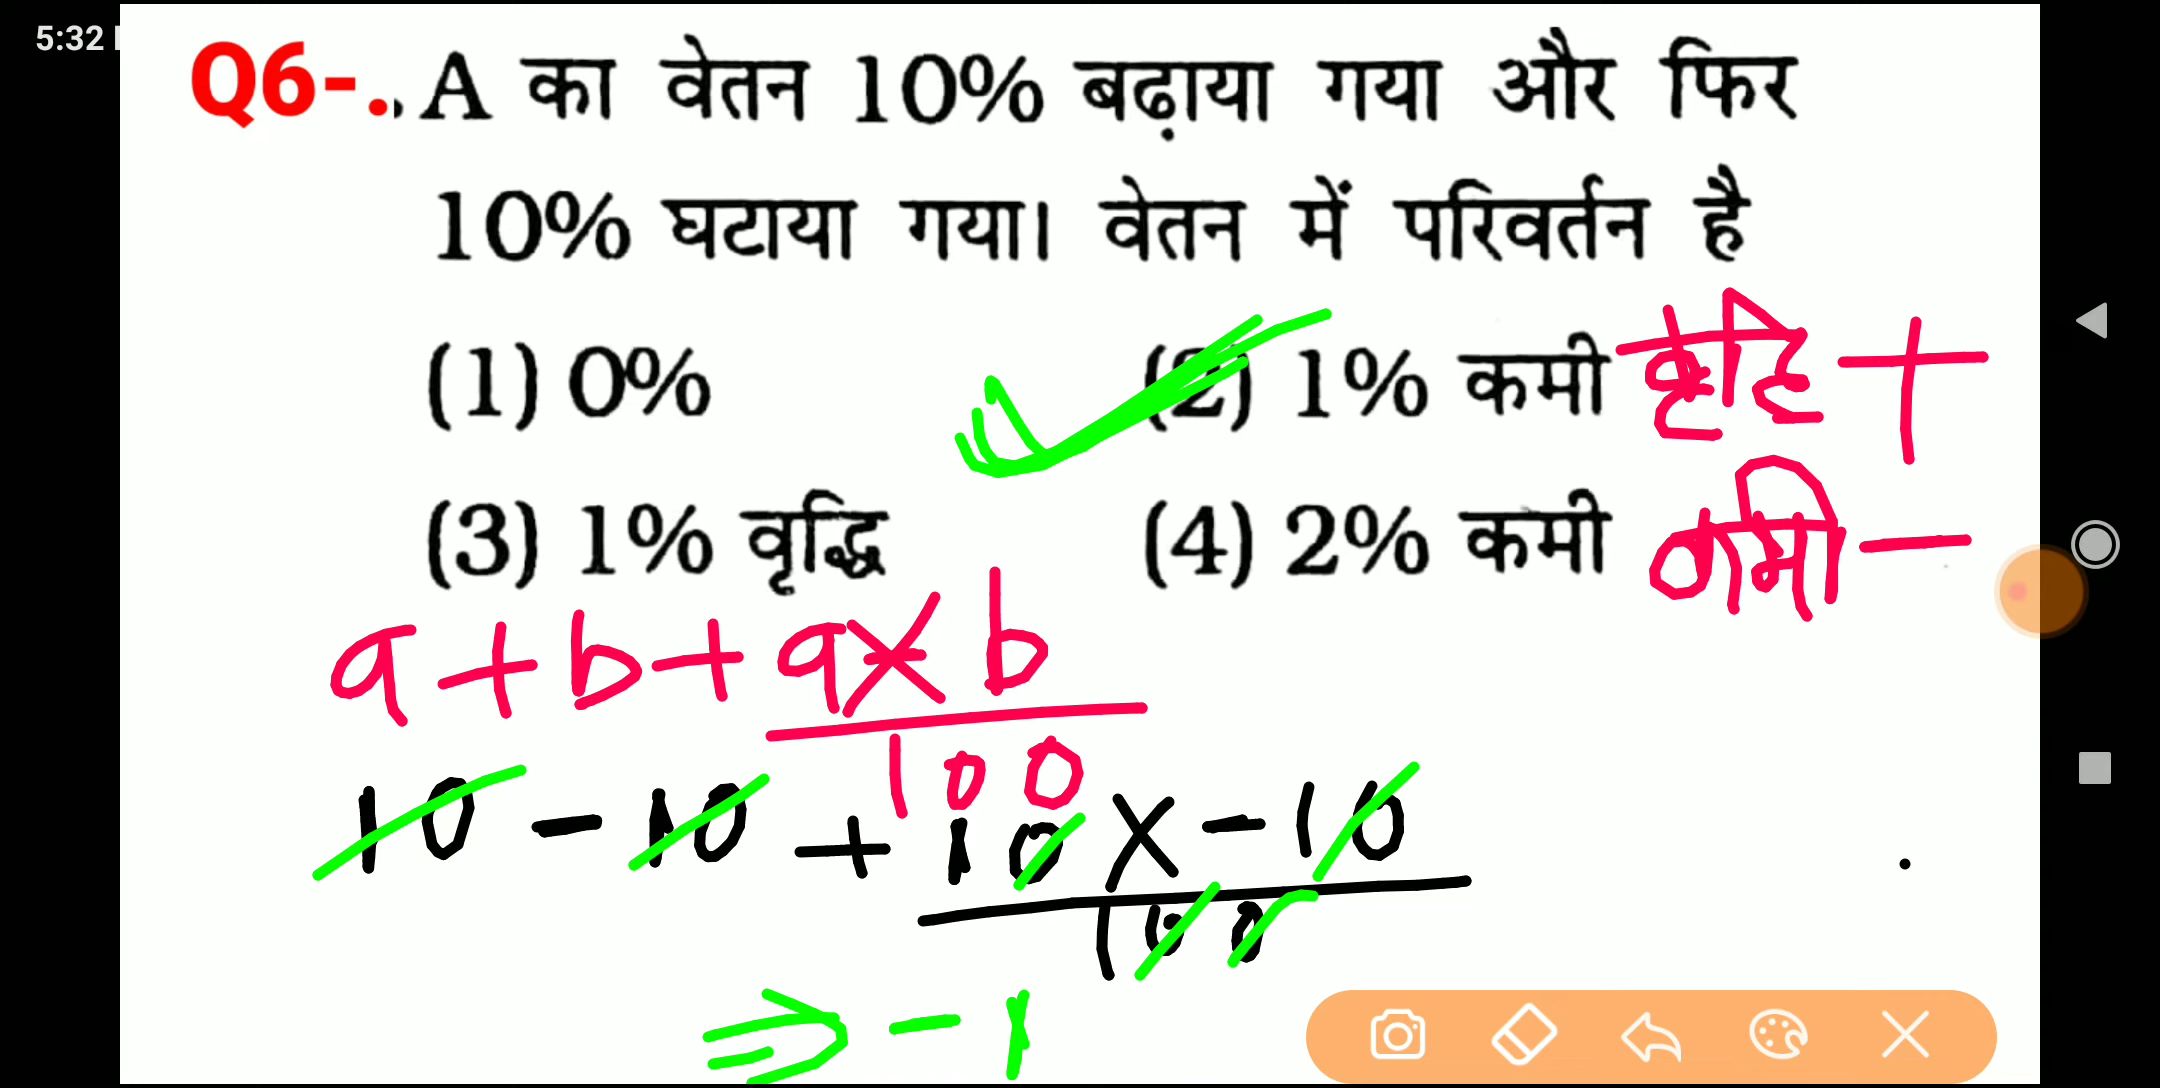 5:32
Q6-. A का वेतन 10% बढ़ाया गया और फिर
10% घटाया गया। वेतन में परिवर्तन है
(1) 0% (2) 1% कमी वृद्धि +
(3) 1% वृद्धि (4) 2% कमी कमी -
a + b + a × b
100
10 - 10 + 10 × - 10
100
⇒ - 1